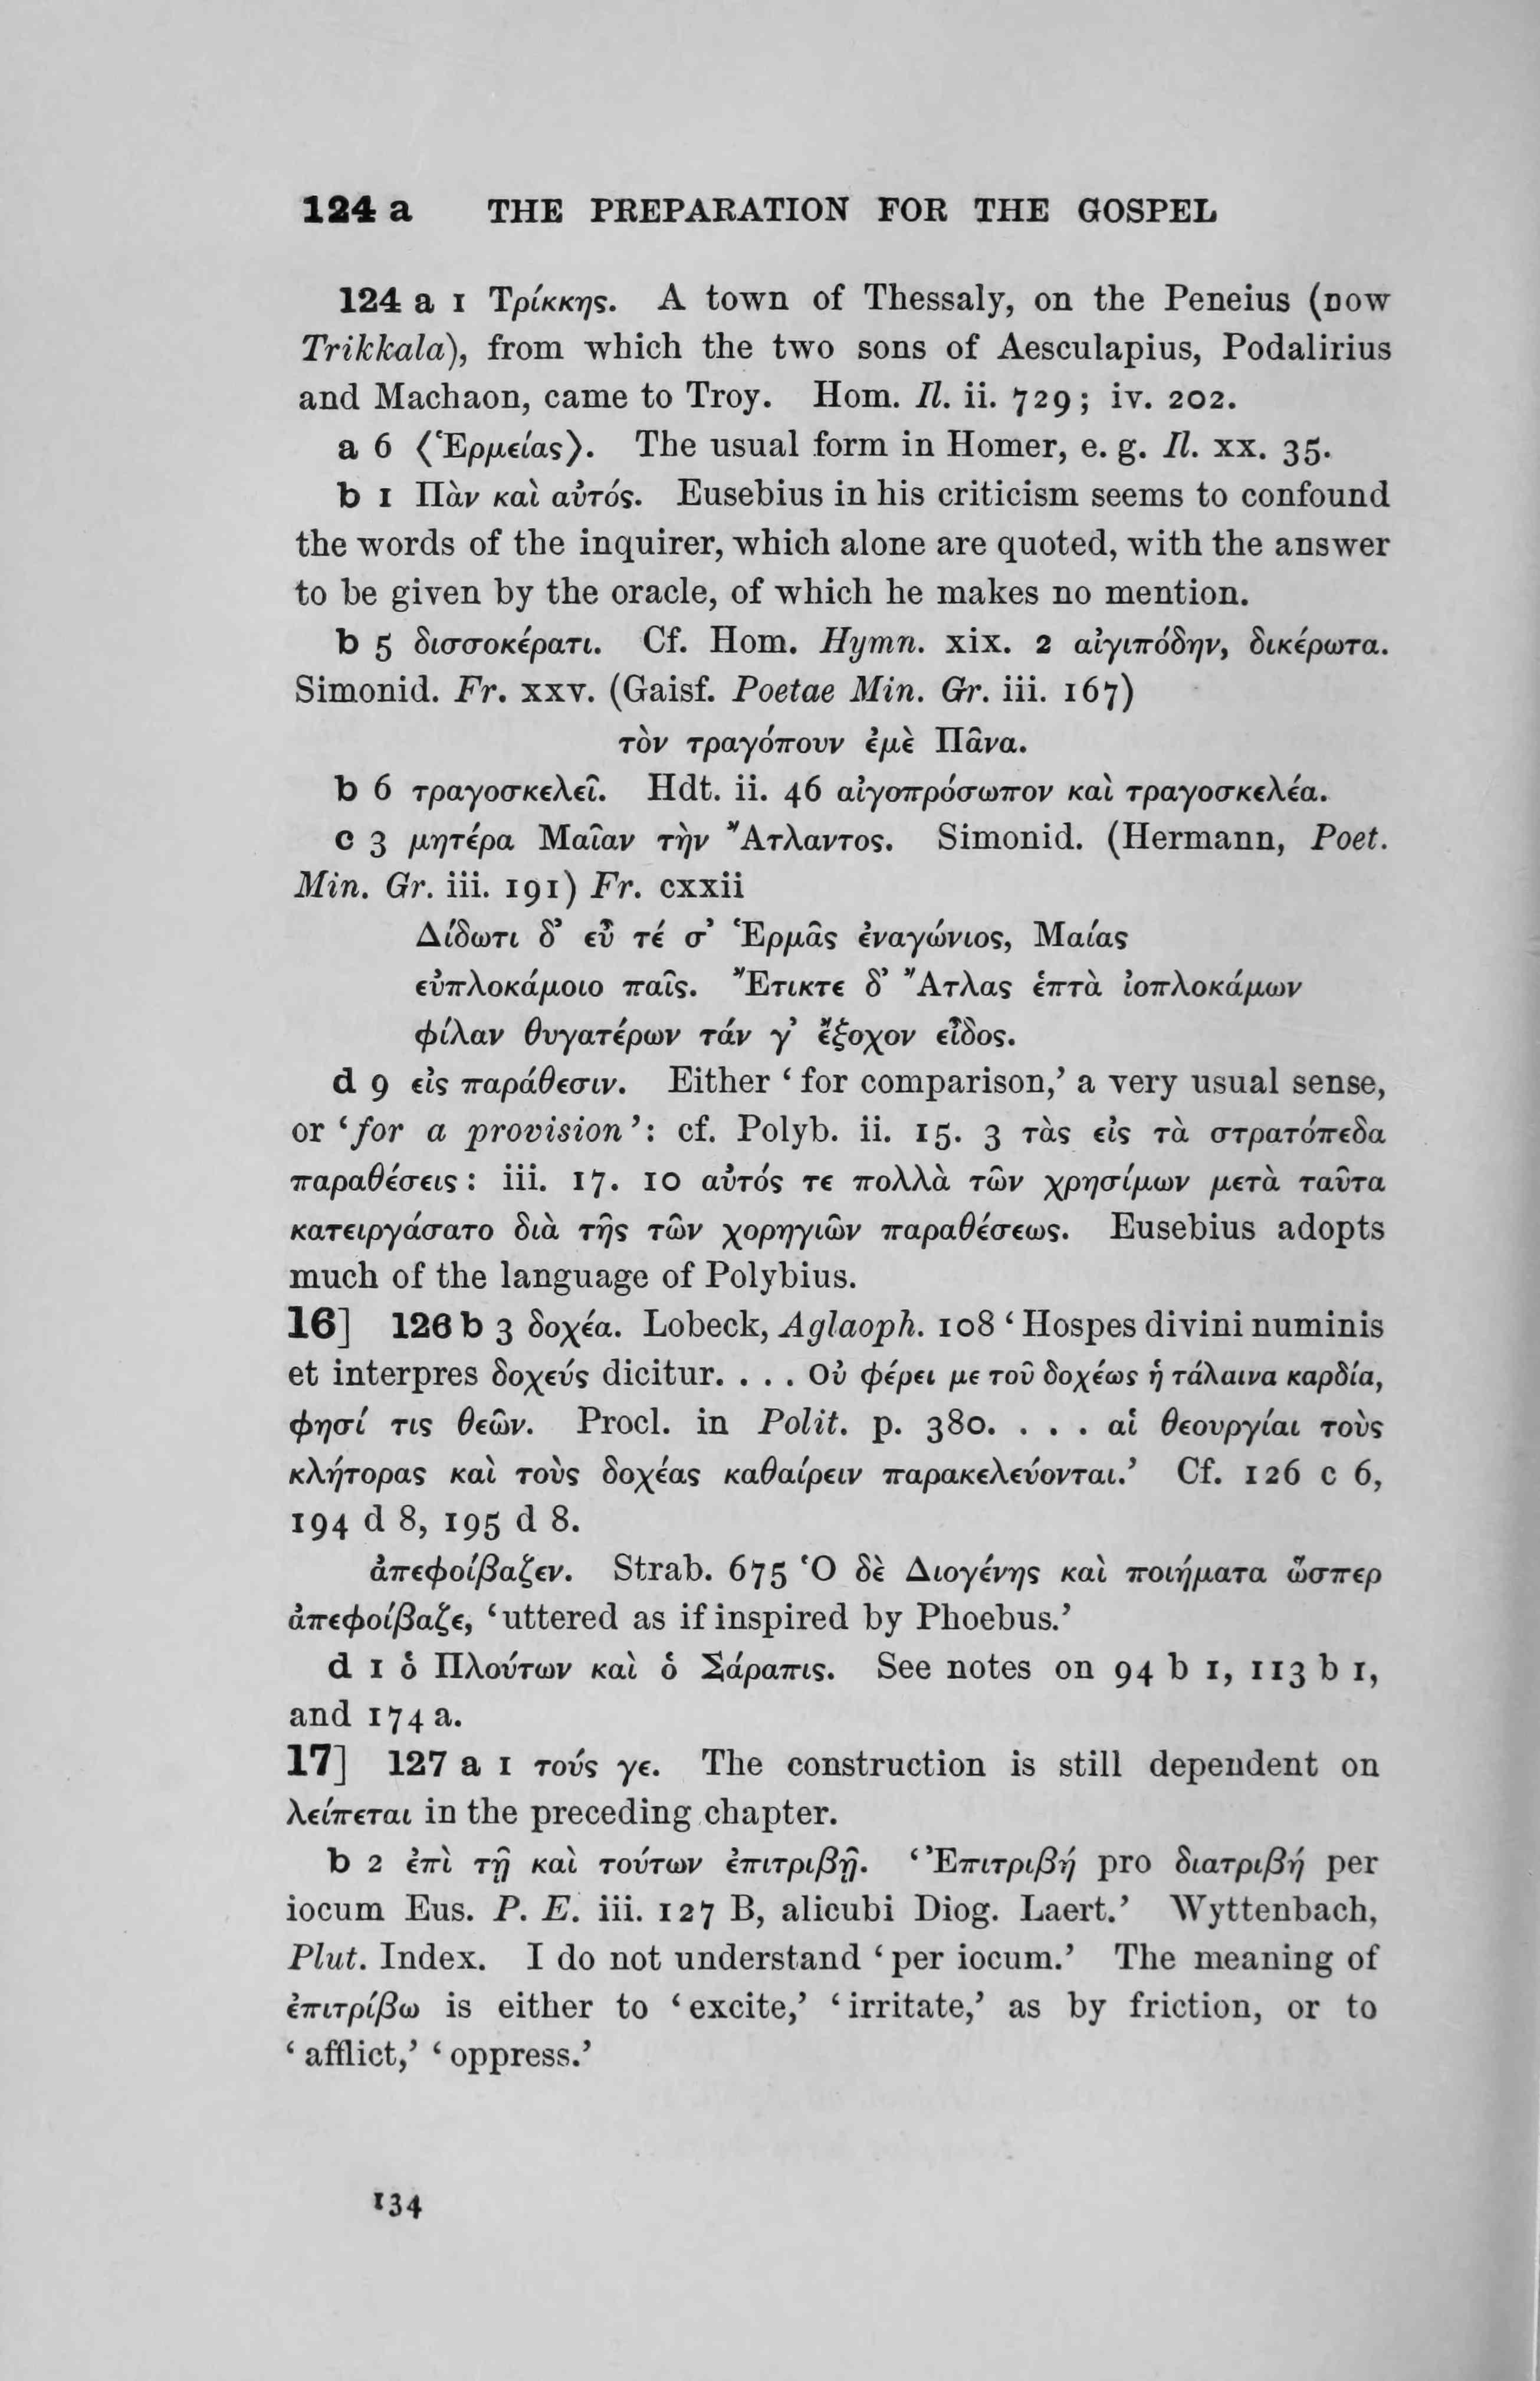 124 a THE PREPARATION FOR THE GOSPEL
124 a 1 Τρίκκης. A town of Thessaly, on the Peneius (now
Trikkala), from which the two sons of Aesculapius, Podalirius
and Machaon, came to Troy. Hom. Il. ii. 729; iv. 202.
a 6 ⟨Ἑρμείας⟩. The usual form in Homer, e. g. Il. xx. 35.
b 1 Πὰν καὶ αὐτός. Eusebius in his criticism seems to confound
the words of the inquirer, which alone are quoted, with the answer
to be given by the oracle, of which he makes no mention.
b 5 δισσοκέρατι. Cf. Hom. Hymn. xix. 2 αἰγιπόδην, δικέρωτα.
Simonid. Fr. xxv. (Gaisf. Poetae Min. Gr. iii. 167)
τὸν τραγόπουν ἐμὲ Πᾶνα.
b 6 τραγοσκελεῖ. Hdt. ii. 46 αἰγοπρόσωπον καὶ τραγοσκελέα.
c 3 μητέρα Μαῖαν τὴν Ἄτλαντος. Simonid. (Hermann, Poet.
Min. Gr. iii. 191) Fr. cxxii
Δίδωτι δ’ εὖ τέ σ’ Ἑρμᾶς ἐναγώνιος, Μαίας
εὐπλοκάμοιο παῖς. Ἔτικτε δ’ Ἄτλας ἑπτὰ ἰοπλοκάμων
φίλαν θυγατέρων τάν γ’ ἔξοχον εἶδος.
d 9 εἰς παράθεσιν. Either ‘for comparison,’ a very usual sense,
or ‘for a provision’: cf. Polyb. ii. 15. 3 τὰς εἰς τὰ στρατόπεδα
παραθέσεις: iii. 17. 10 αὐτός τε πολλὰ τῶν χρησίμων μετὰ ταῦτα
κατειργάσατο διὰ τῆς τῶν χορηγιῶν παραθέσεως. Eusebius adopts
much of the language of Polybius.
16] 126 b 3 δοχέα. Lobeck, Aglaoph. 108 ‘Hospes divini numinis
et interpres δοχεύς dicitur. . . . Οὐ φέρει με τοῦ δοχέως ἡ τάλαινα καρδία,
φησί τις θεῶν. Procl. in Polit. p. 380. . . . αἱ θεουργίαι τοὺς
κλήτορας καὶ τοὺς δοχέας καθαίρειν παρακελεύονται.’ Cf. 126 c 6,
194 d 8, 195 d 8.
ἀπεφοίβαζεν. Strab. 675 Ὁ δὲ Διογένης καὶ ποιήματα ὥσπερ
ἀπεφοίβαζε, ‘uttered as if inspired by Phoebus.’
d 1 ὁ Πλούτων καὶ ὁ Σάραπις. See notes on 94 b 1, 113 b 1,
and 174 a.
17] 127 a 1 τούς γε. The construction is still dependent on
λείπεται in the preceding chapter.
b 2 ἐπὶ τῇ καὶ τούτων ἐπιτριβῇ. ‘Ἐπιτριβή pro διατριβή per
iocum Eus. P. E. iii. 127 B, alicubi Diog. Laert.’ Wyttenbach,
Plut. Index. I do not understand ‘per iocum.’ The meaning of
ἐπιτρίβω is either to ‘excite,’ ‘irritate,’ as by friction, or to
‘afflict,’ ‘oppress.’
134